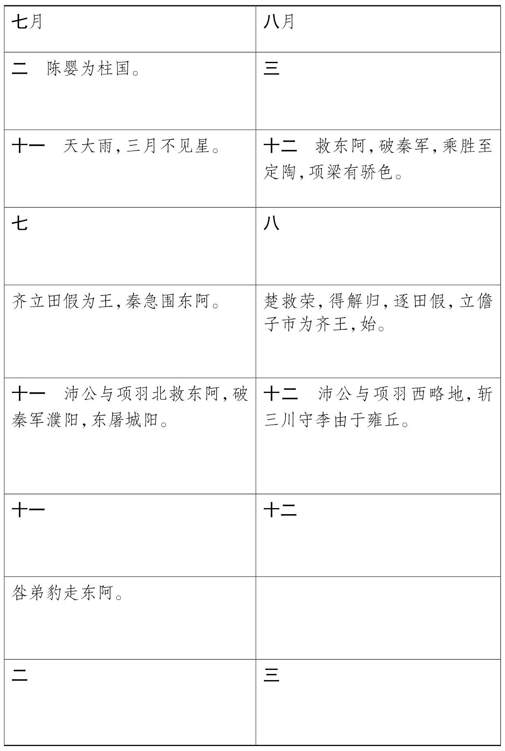 七月 八月
二 陈婴为柱国。 三
十一 天大雨,三月不见星。 十二 救东阿,破秦军,乘胜至
定陶,项梁有骄色。
七 八
齐立田假为王,秦急围东阿。 楚救荣,得解归,逐田假,立儋
子市为齐王,始。
十一 沛公与项羽北救东阿,破 十二 沛公与项羽西略地,斩
秦军濮阳,东屠城阳。 三川守李由于雍丘。
十一 十二
咎弟豹走东阿。
二 三